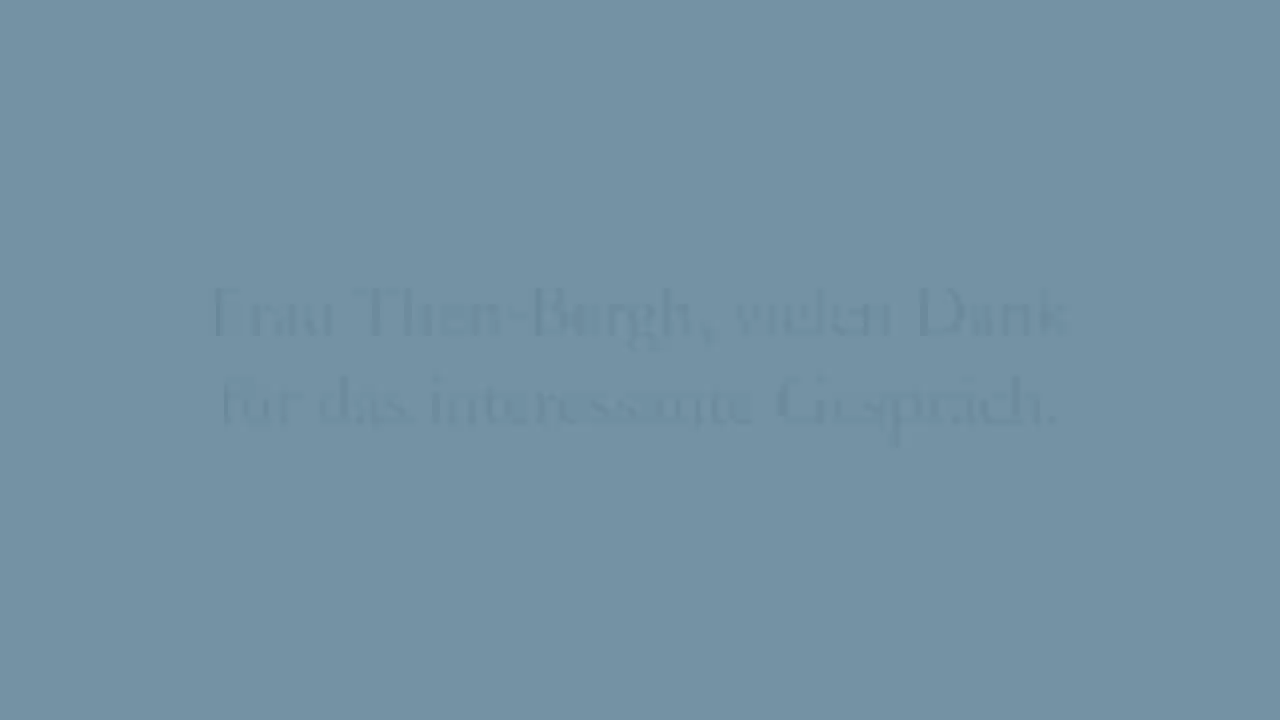 Frau Then-Bergh, vielen Dank
für das interessante Gespräch.